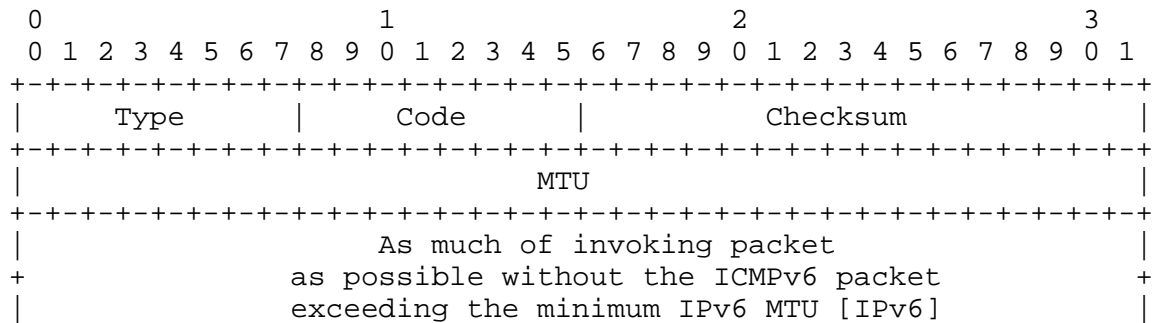 0                   1                   2                   3
 0 1 2 3 4 5 6 7 8 9 0 1 2 3 4 5 6 7 8 9 0 1 2 3 4 5 6 7 8 9 0 1
+-+-+-+-+-+-+-+-+-+-+-+-+-+-+-+-+-+-+-+-+-+-+-+-+-+-+-+-+-+-+-+-+
|     Type      |     Code      |          Checksum             |
+-+-+-+-+-+-+-+-+-+-+-+-+-+-+-+-+-+-+-+-+-+-+-+-+-+-+-+-+-+-+-+-+
|                             MTU                               |
+-+-+-+-+-+-+-+-+-+-+-+-+-+-+-+-+-+-+-+-+-+-+-+-+-+-+-+-+-+-+-+-+
|                    As much of invoking packet                 |
+               as possible without the ICMPv6 packet           +
|               exceeding the minimum IPv6 MTU [IPv6]           |